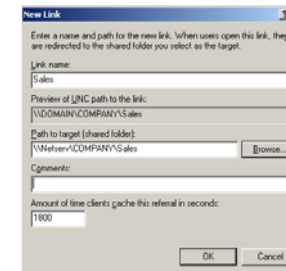 New Link
Enter a name and path for the new link. When users open this link, they
are redirected to the shared folder you select as the target.
Link name:
Sales
Preview of UNC path to the link:
\\DOMAIN\COMPANY\Sales
Path to target (shared folder):
\\Netserv\COMPANY\Sales
Browse...
Comments:
Amount of time clients cache this referral in seconds:
1800
OK
Cancel